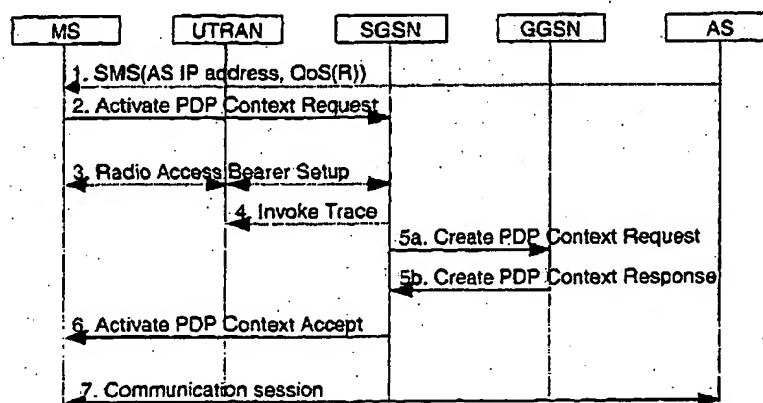 MS UTRAN SGSN GGSN AS
1. SMS(AS IP address, QoS(R))
2. Activate PDP Context Request
3. Radio Access Bearer Setup
4. Invoke Trace
5a. Create PDP Context Request
5b. Create PDP Context Response
6. Activate PDP Context Accept
7. Communication session